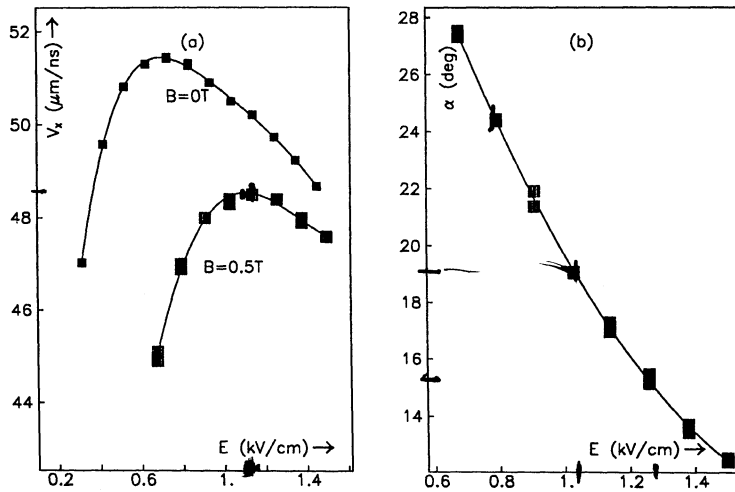 52
50
48
46
44
Vₓ (μm/ns) →
(a)
B=0T
B=0.5T
E (kV/cm) →
0.2 0.6 1. 1.4
28
26
24
22
20
18
16
14
α (deg)
(b)
E (kV/cm) →
0.6 0.8 1.0 1.2 1.4